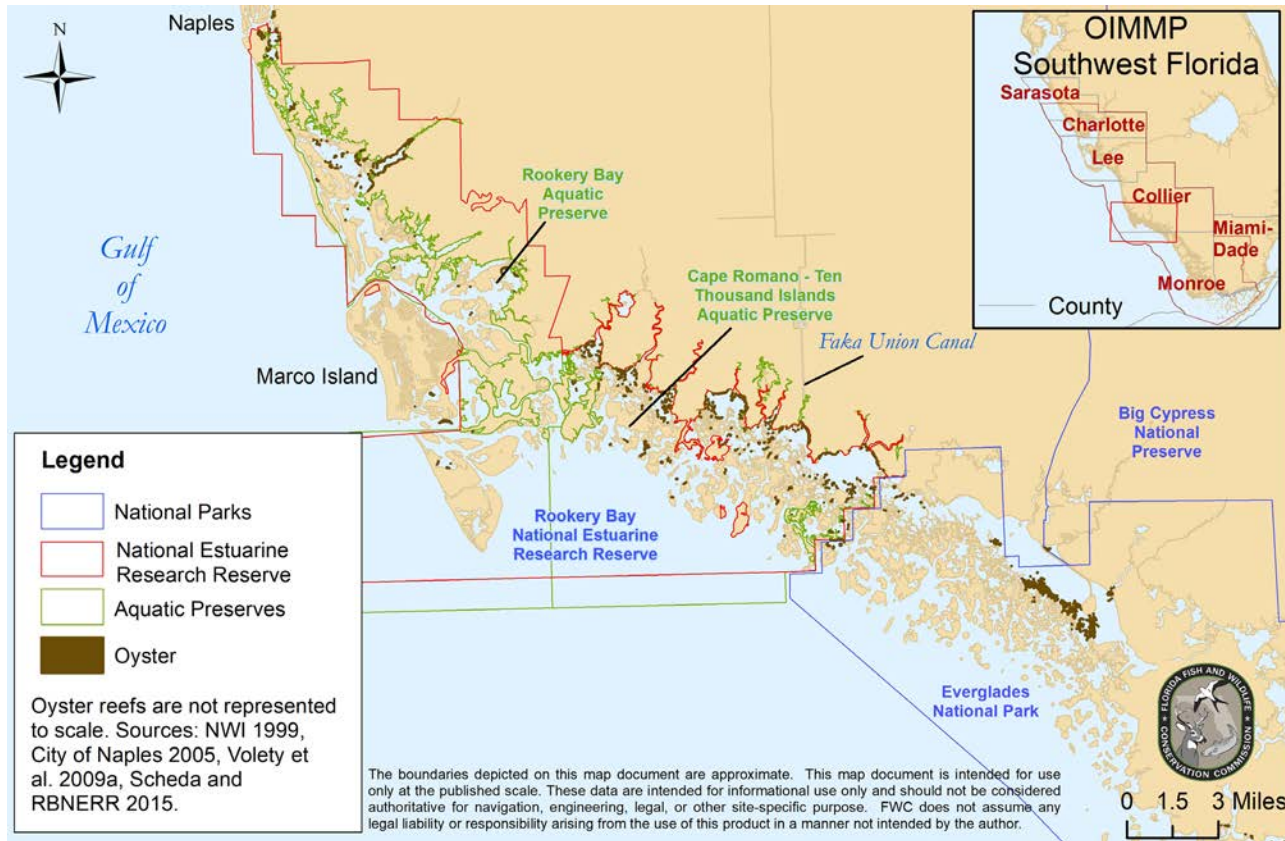 Naples
N
OIMMP
Southwest Florida
Sarasota
Charlotte
Lee
Collier
Miami-
Dade
Monroe
County
Rookery Bay
Aquatic
Preserve
Gulf
of
Mexico
Cape Romano - Ten
Thousand Islands
Aquatic Preserve
Faka Union Canal
Marco Island
Big Cypress
National
Preserve
Legend
National Parks
National Estuarine
Research Reserve
Aquatic Preserves
Oyster
Oyster reefs are not represented
to scale. Sources: NWI 1999,
City of Naples 2005, Volety et
al. 2009a, Scheda and
RBNERR 2015.
Rookery Bay
National Estuarine
Research Reserve
Everglades
National Park
FLORIDA FISH AND WILDLIFE
CONSERVATION COMMISSION
The boundaries depicted on this map document are approximate. This map document is intended for use
only at the published scale. These data are intended for informational use only and should not be considered
authoritative for navigation, engineering, legal, or other site-specific purpose. FWC does not assume any
legal liability or responsibility arising from the use of this product in a manner not intended by the author.
0 1.5 3 Miles